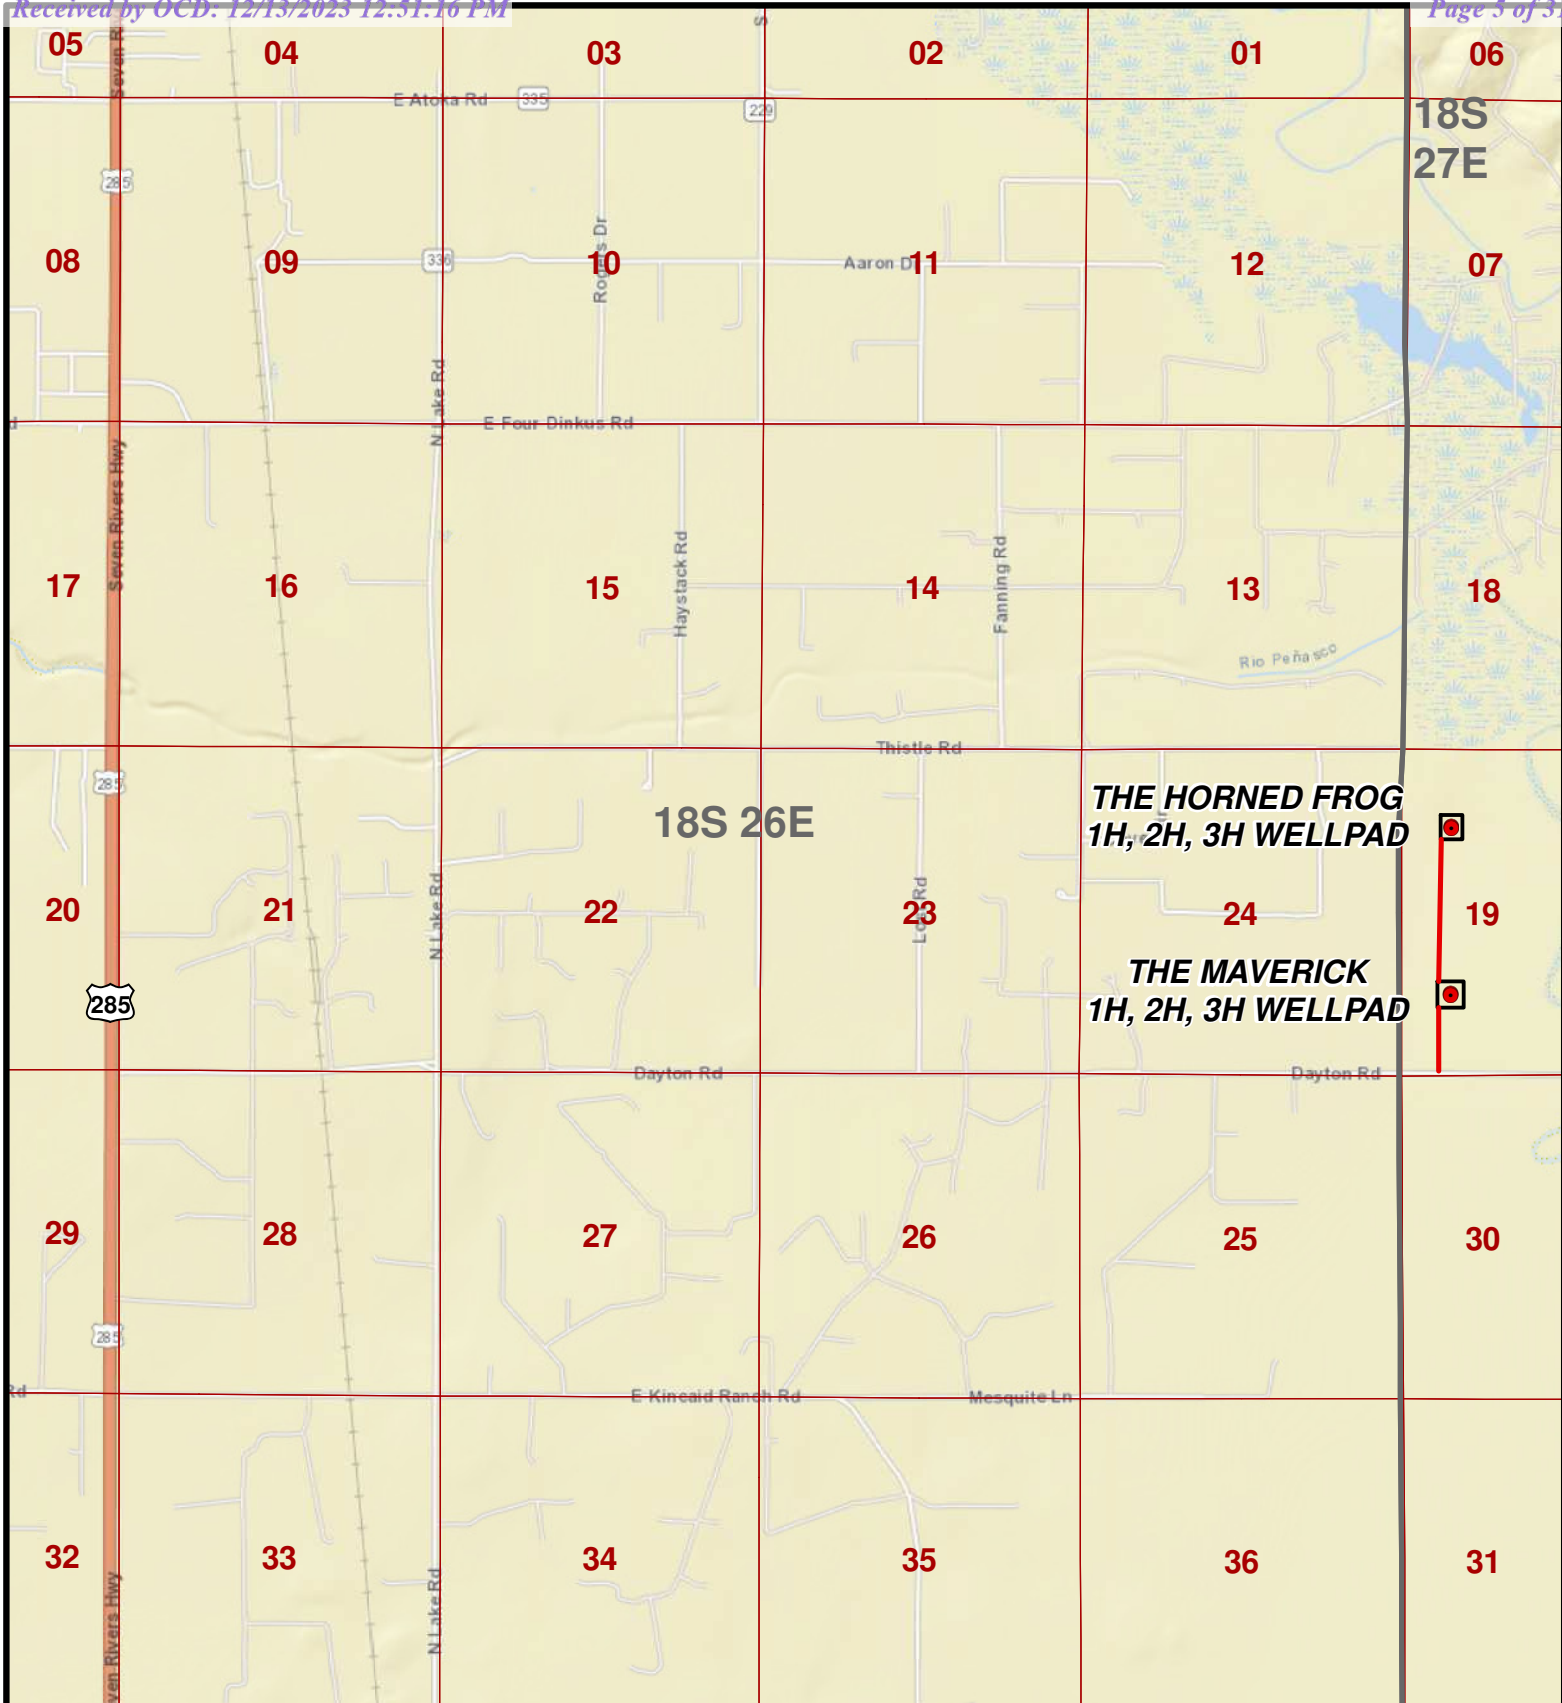 Received by OCD: 12/13/2023 12:51:16 PM
Page 5 of 3
05
04
03
02
01
06
Seven R
S
E Atoka Rd
335
229
18S
27E
285
08
09
336
Rogers Dr
10
Aaron Dr
11
12
07
N Lake Rd
E Four Dinkus Rd
Seven Rivers Hwy
17
16
15
Haystack Rd
14
Fanning Rd
13
18
Rio Peñasco
Thistle Rd
285
18S 26E
THE HORNED FROG
1H, 2H, 3H WELLPAD
20
21
N Lake Rd
22
23
24
19
THE MAVERICK
1H, 2H, 3H WELLPAD
285
Dayton Rd
Dayton Rd
29
28
27
26
25
30
285
Rd
E Kincaid Ranch Rd
Mesquite Ln
32
33
34
35
36
31
N Lake Rd
ven Rivers Hwy